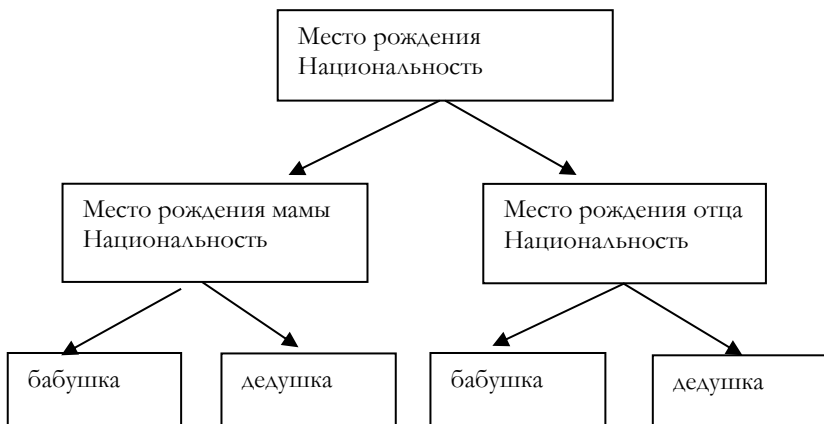 Место рождения
Национальность
Место рождения мамы
Национальность
Место рождения отца
Национальность
бабушка
дедушка
бабушка
дедушка